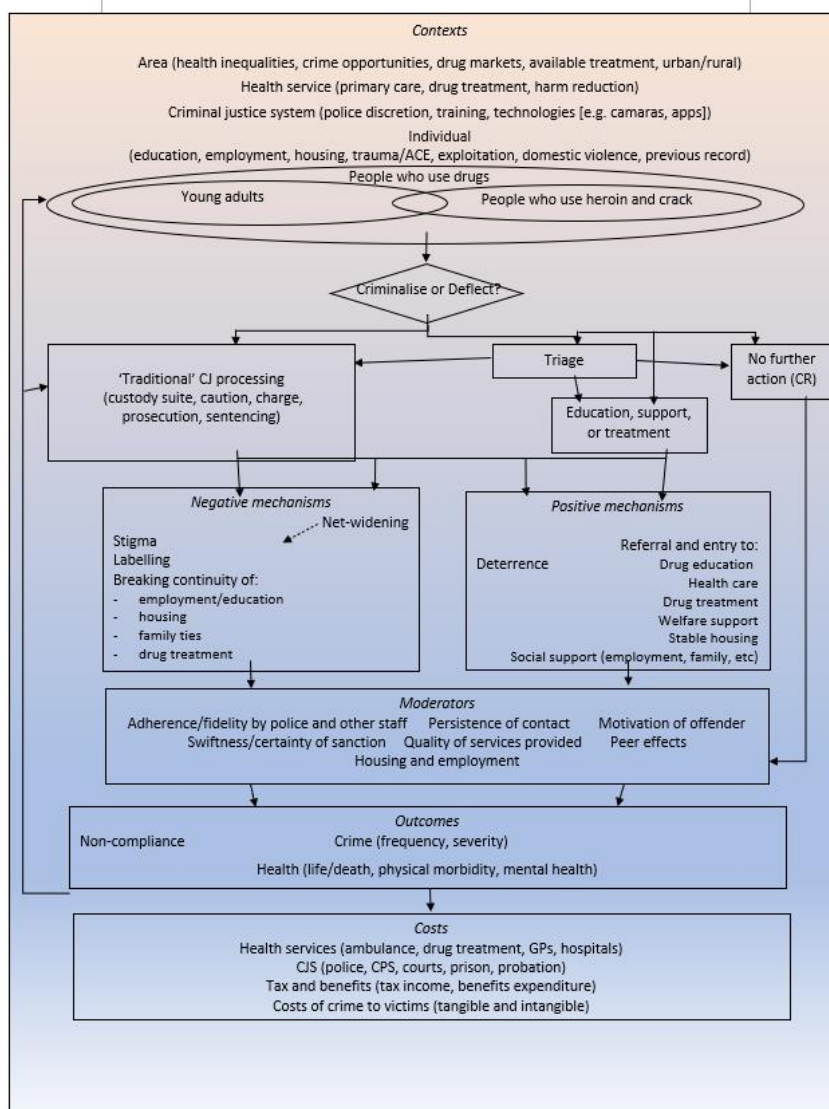 Contexts
Area (health inequalities, crime opportunities, drug markets, available treatment, urban/rural)
Health service (primary care, drug treatment, harm reduction)
Criminal justice system (police discretion, training, technologies [e.g. camaras, apps])
Individual
(education, employment, housing, trauma/ACE, exploitation, domestic violence, previous record)
People who use drugs
Young adults
People who use heroin and crack
Criminalise or Deflect?
‘Traditional’ CJ processing
(custody suite, caution, charge,
prosecution, sentencing)
Triage
No further
action (CR)
Education, support,
or treatment
Negative mechanisms
Net-widening
Stigma
Labelling
Breaking continuity of:
- employment/education
- housing
- family ties
- drug treatment
Positive mechanisms
Deterrence
Referral and entry to:
Drug education
Health care
Drug treatment
Welfare support
Stable housing
Social support (employment, family, etc)
Moderators
Adherence/fidelity by police and other staff Persistence of contact Motivation of offender
Swiftness/certainty of sanction Quality of services provided Peer effects
Housing and employment
Outcomes
Non-compliance Crime (frequency, severity)
Health (life/death, physical morbidity, mental health)
Costs
Health services (ambulance, drug treatment, GPs, hospitals)
CJS (police, CPS, courts, prison, probation)
Tax and benefits (tax income, benefits expenditure)
Costs of crime to victims (tangible and intangible)